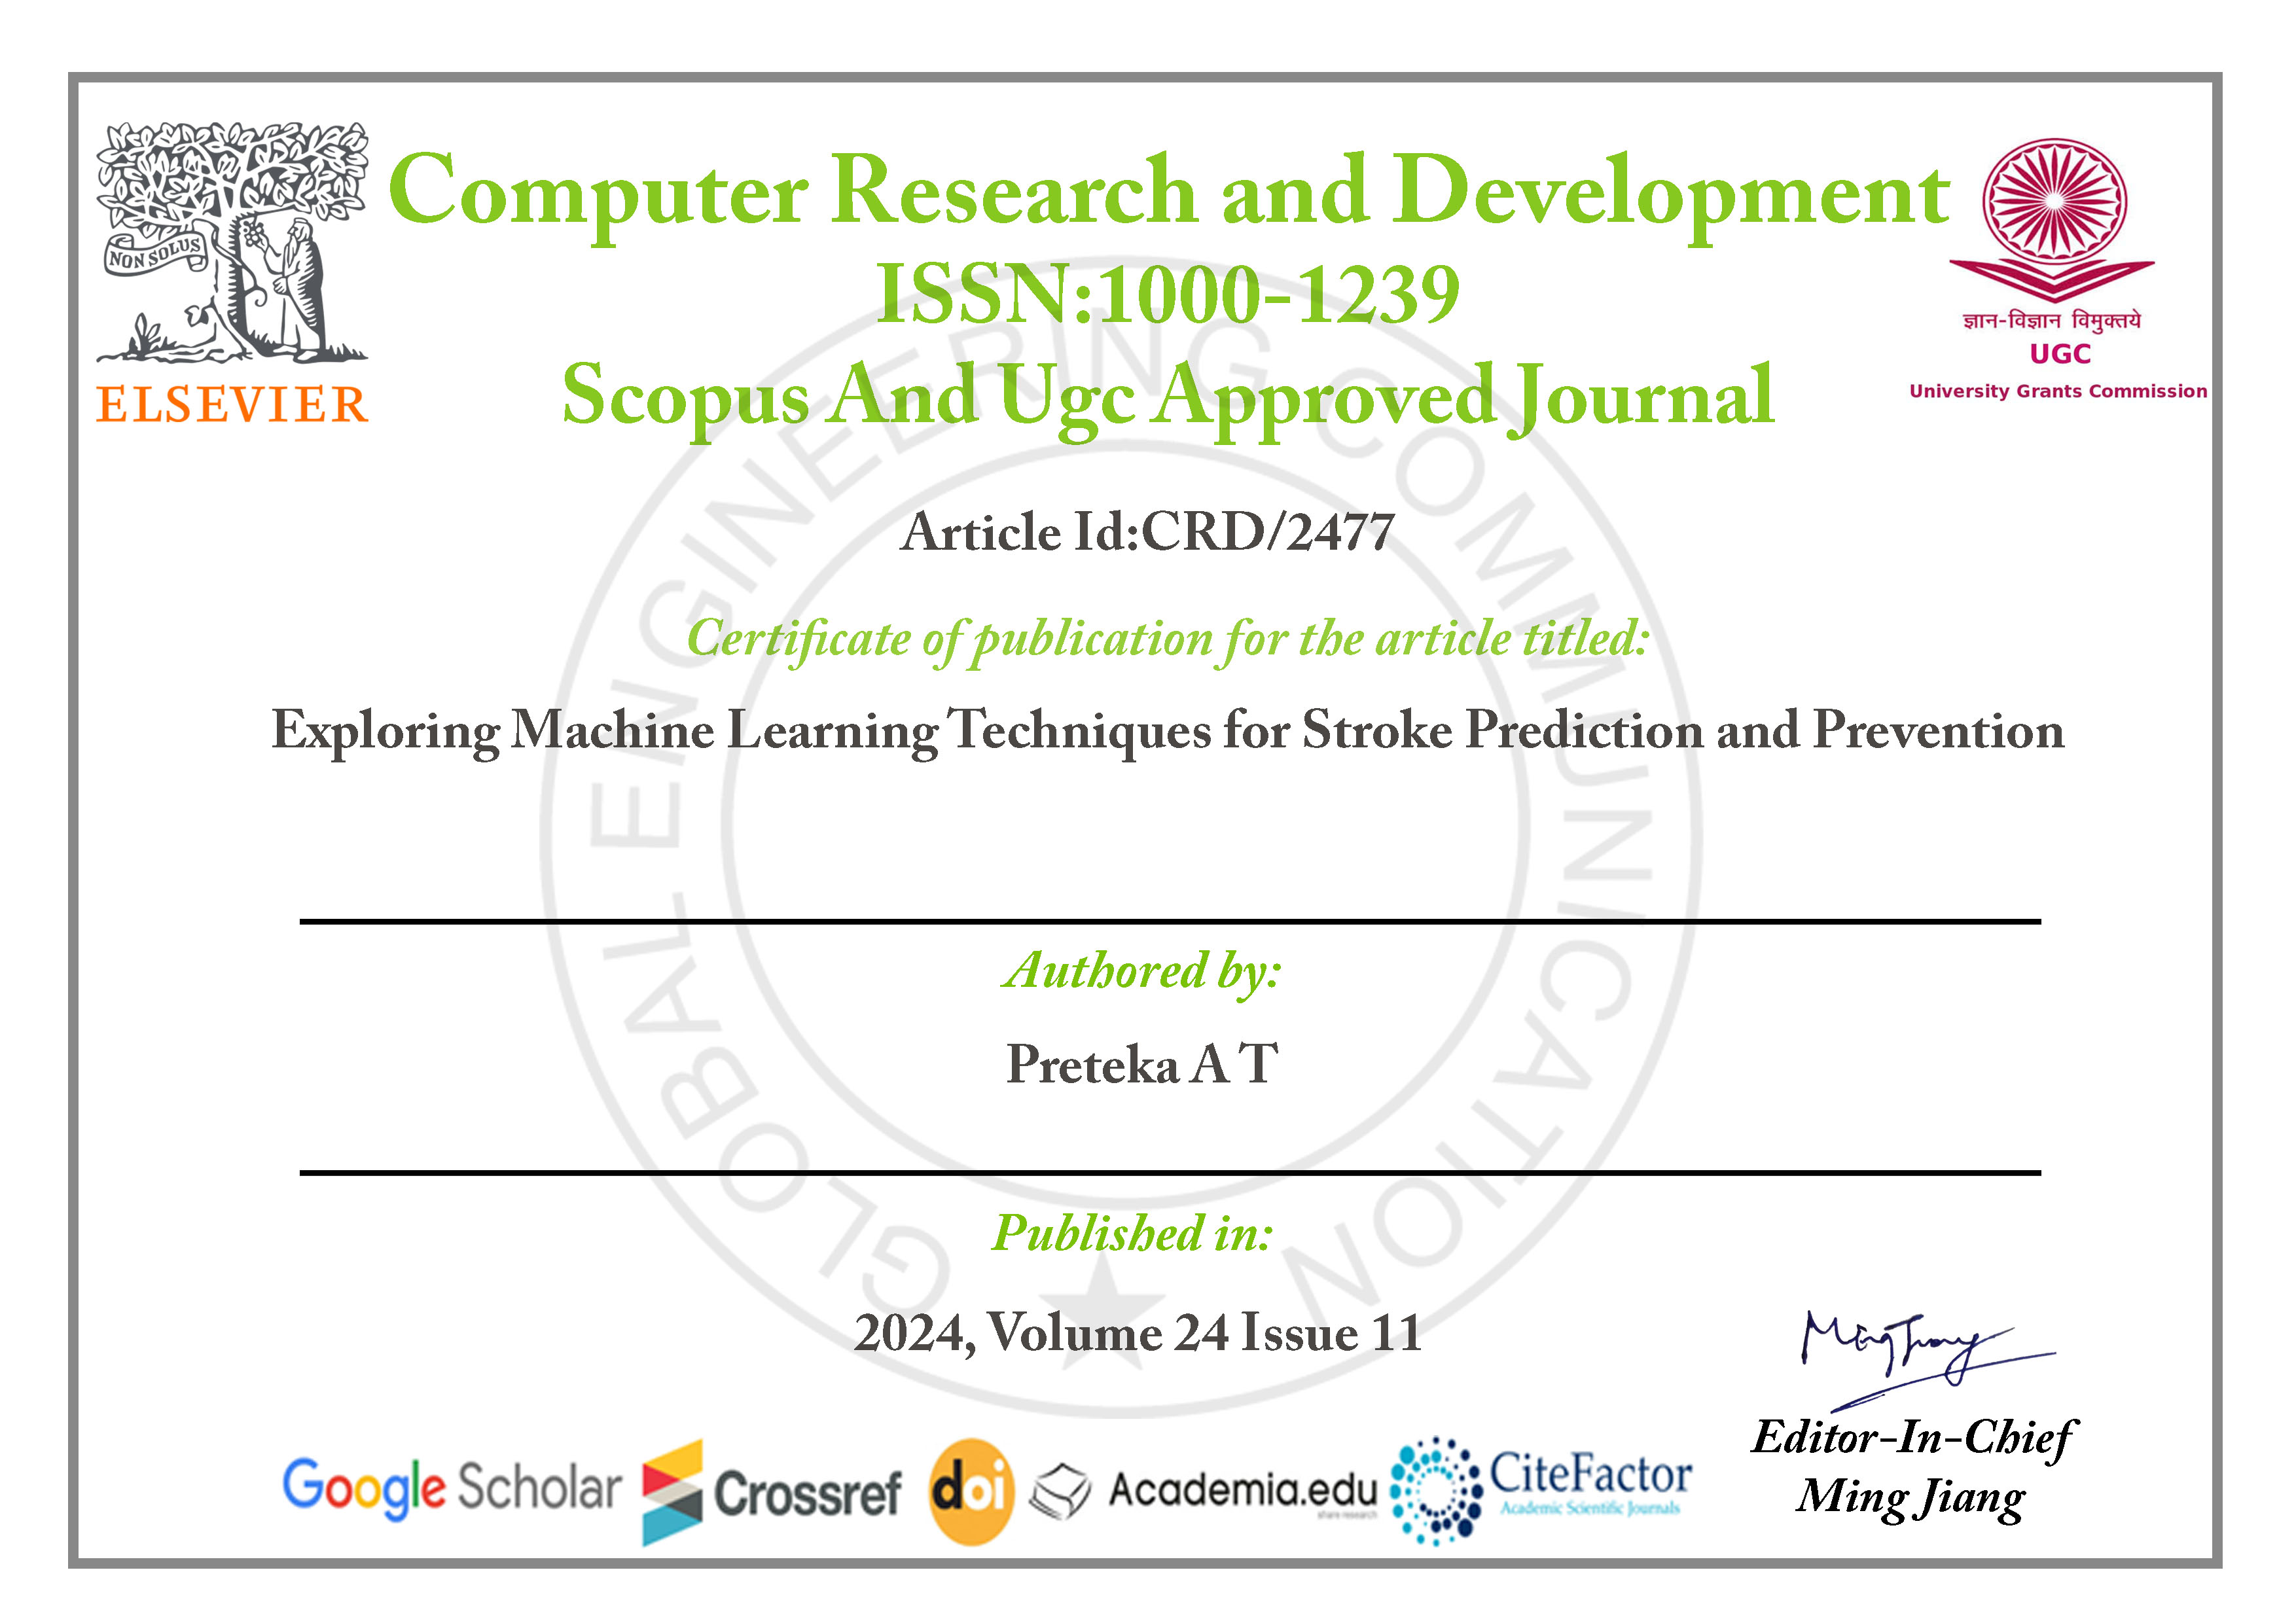 Computer Research and Development
ISSN:1000-1239
Scopus And Ugc Approved Journal
NON SOLUS
ELSEVIER
ज्ञान-विज्ञान विमुक्तये
UGC
University Grants Commission
GLOBAL ENGINEERING COMMUNICATION
Article Id:CRD/2477
Certificate of publication for the article titled:
Exploring Machine Learning Techniques for Stroke Prediction and Prevention
Authored by:
Preteka A T
Published in:
2024, Volume 24 Issue 11
Editor-In-Chief
Ming Jiang
Google Scholar
Crossref
doi
Academia.edu
share research
CiteFactor
Academic Scientific Journals